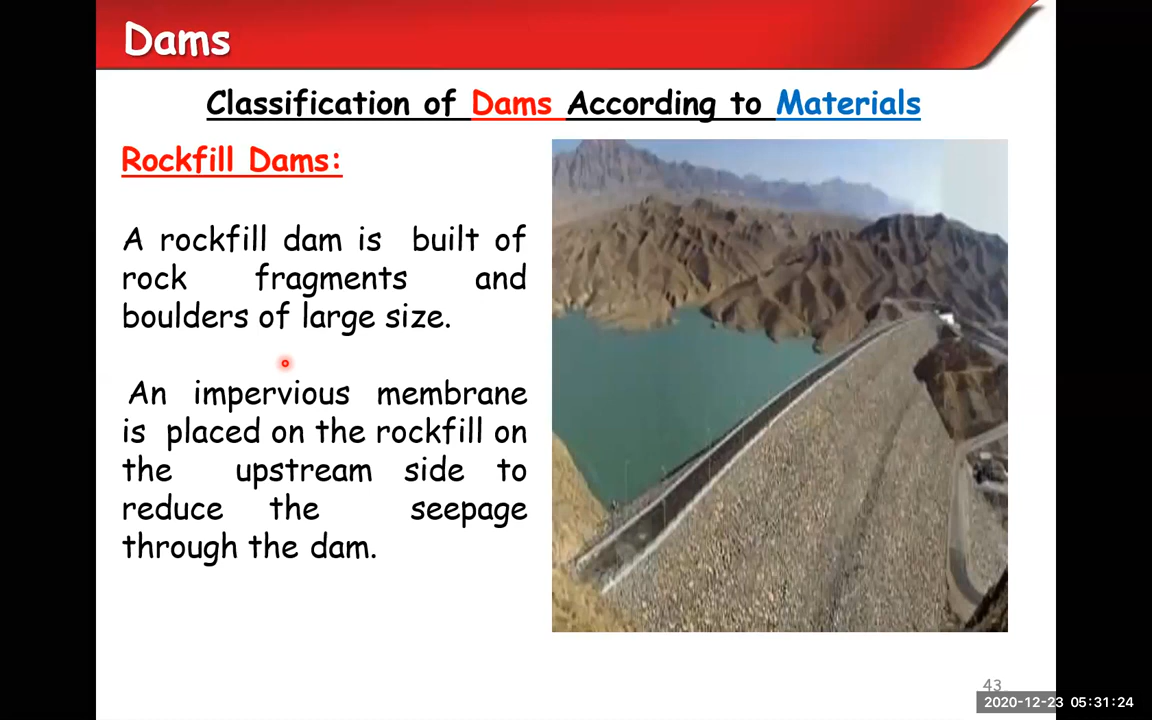 Dams
Classification of Dams According to Materials
Rockfill Dams:
A rockfill dam is built of
rock fragments and
boulders of large size.
An impervious membrane
is placed on the rockfill on
the upstream side to
reduce the seepage
through the dam.
43
2020-12-23 05:31:24